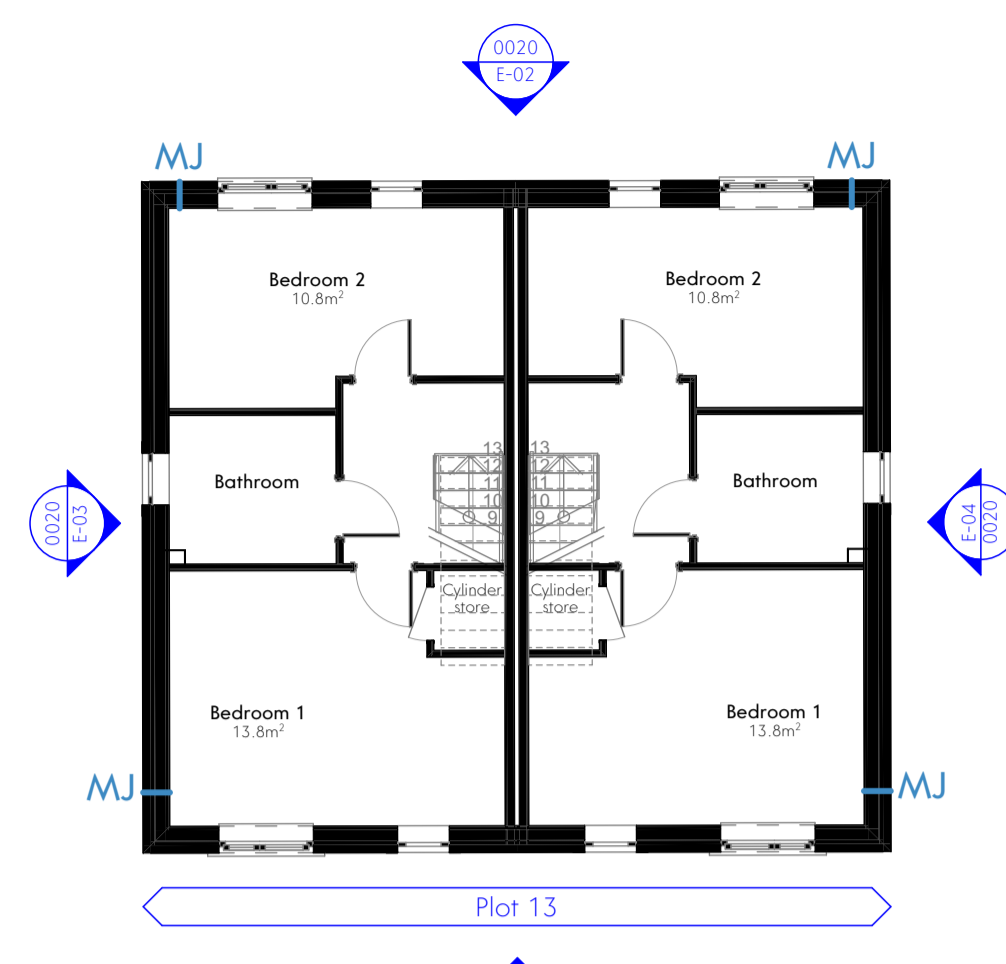 0020
E-02
MJ
MJ
Bedroom 2
10.8m²
Bedroom 2
10.8m²
13 13
12 12
11 11
10 10
9 9
Bathroom
Bathroom
0020
E-03
E-04
0020
Cylinder
store
Cylinder
store
Bedroom 1
13.8m²
Bedroom 1
13.8m²
MJ
MJ
Plot 13